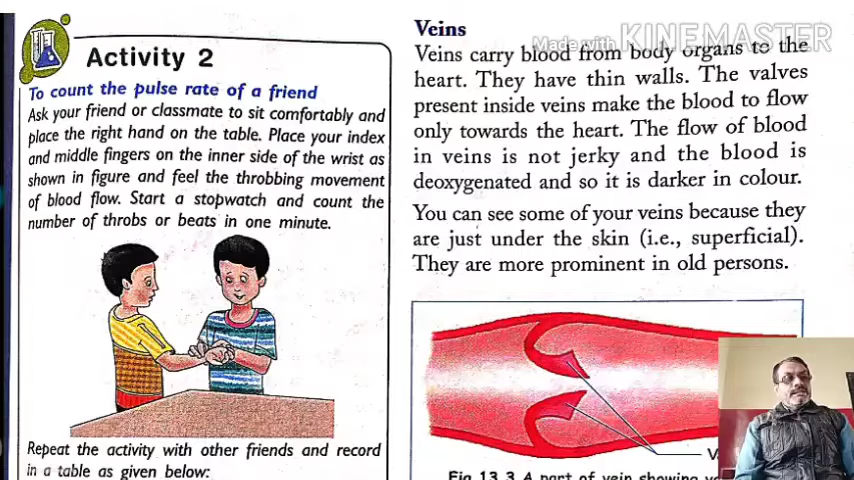 Activity 2
To count the pulse rate of a friend
Ask your friend or classmate to sit comfortably and
place the right hand on the table. Place your index
and middle fingers on the inner side of the wrist as
shown in figure and feel the throbbing movement
of blood flow. Start a stopwatch and count the
number of throbs or beats in one minute.
Repeat the activity with other friends and record
in a table as given below:
Veins
Veins carry blood from body organs to the
heart. They have thin walls. The valves
present inside veins make the blood to flow
only towards the heart. The flow of blood
in veins is not jerky and the blood is
deoxygenated and so it is darker in colour.
You can see some of your veins because they
are just under the skin (i.e., superficial).
They are more prominent in old persons.
Fig 13.3 A part of vein showing
Made with KINEMASTER